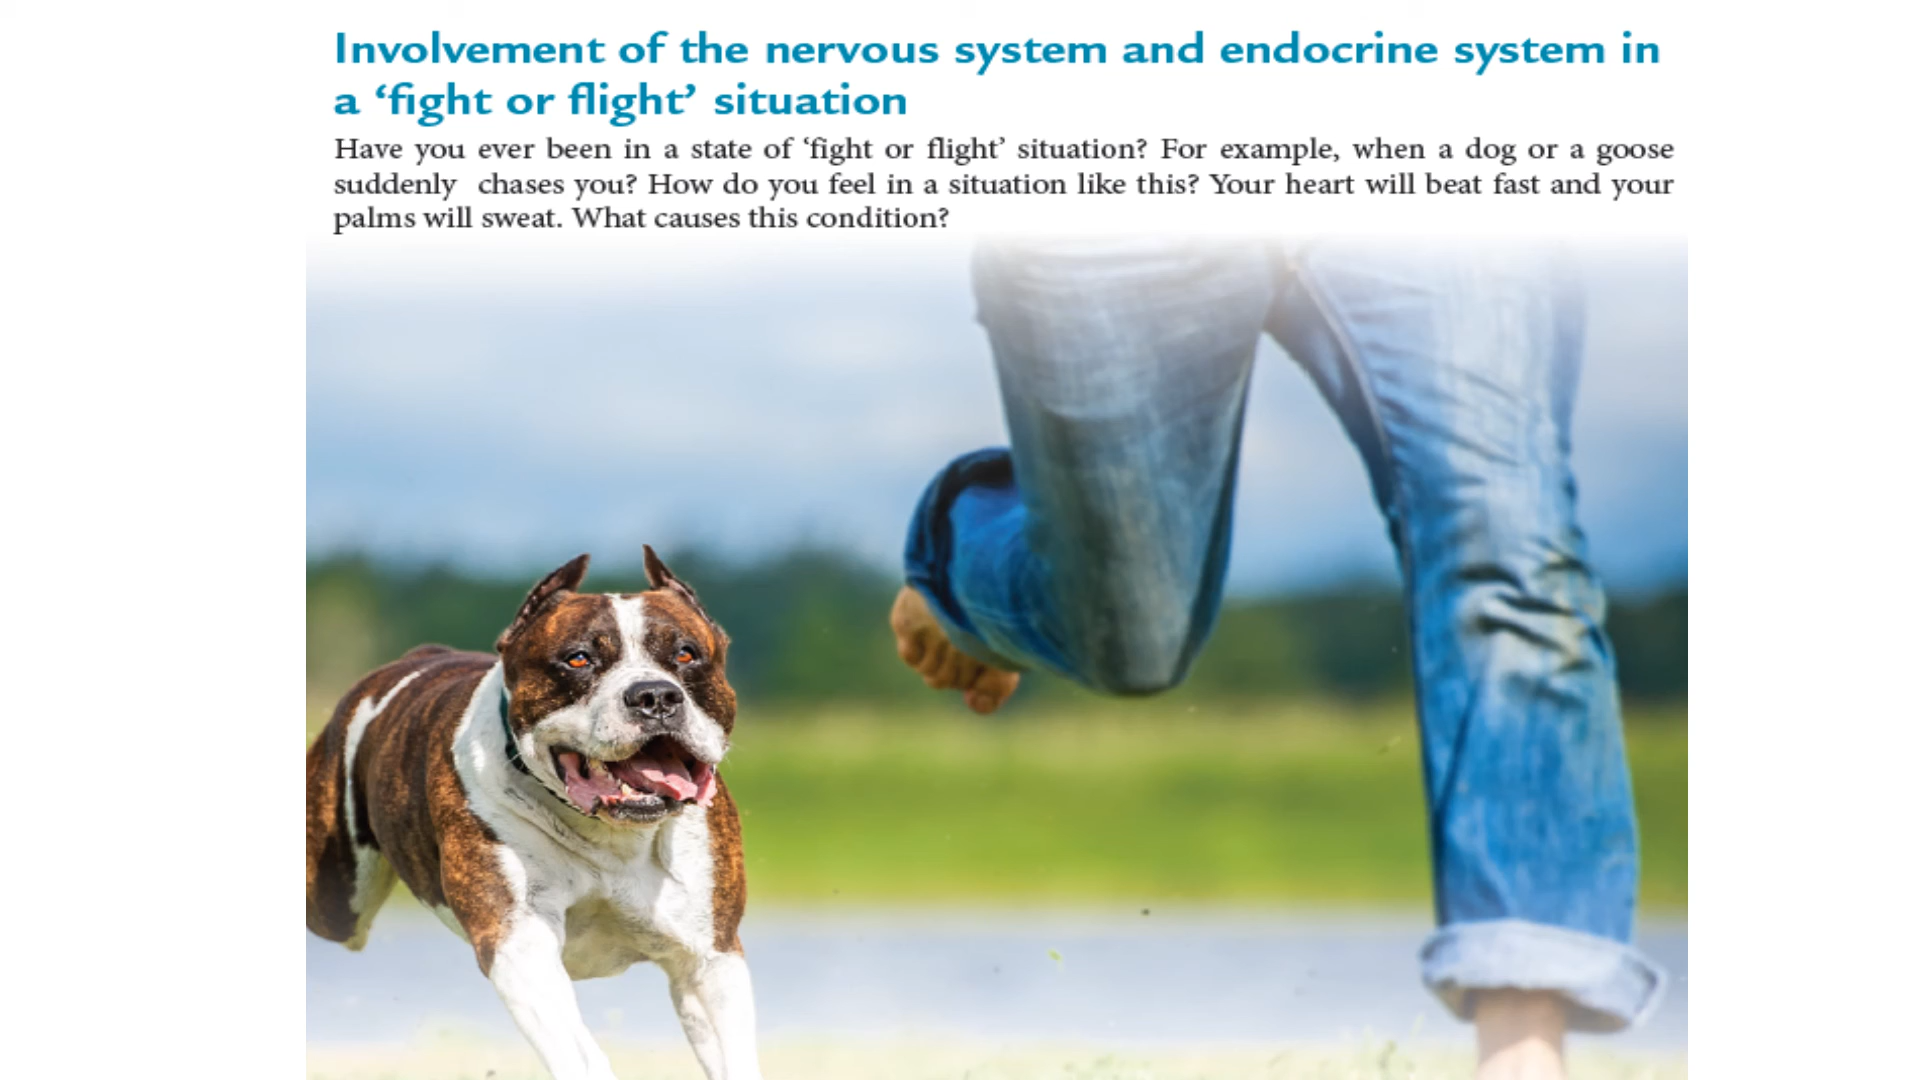 Involvement of the nervous system and endocrine system in
a ‘fight or flight’ situation
Have you ever been in a state of ‘fight or flight’ situation? For example, when a dog or a goose
suddenly chases you? How do you feel in a situation like this? Your heart will beat fast and your
palms will sweat. What causes this condition?